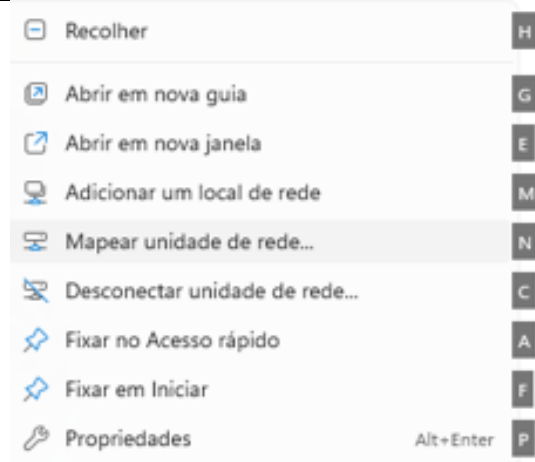 Recolher H
Abrir em nova guia G
Abrir em nova janela E
Adicionar um local de rede M
Mapear unidade de rede... N
Desconectar unidade de rede... C
Fixar no Acesso rápido A
Fixar em Iniciar F
Propriedades Alt+Enter P